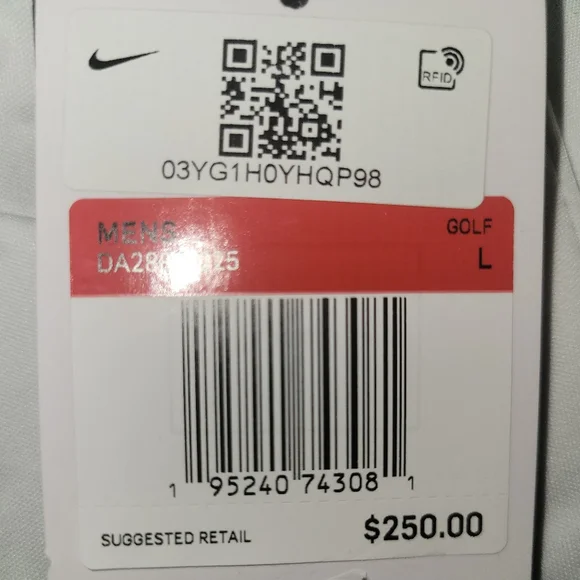 RFID
03YG1H0YHQP98
MENS
GOLF
L
1 95240 74308 1
SUGGESTED RETAIL
$250.00